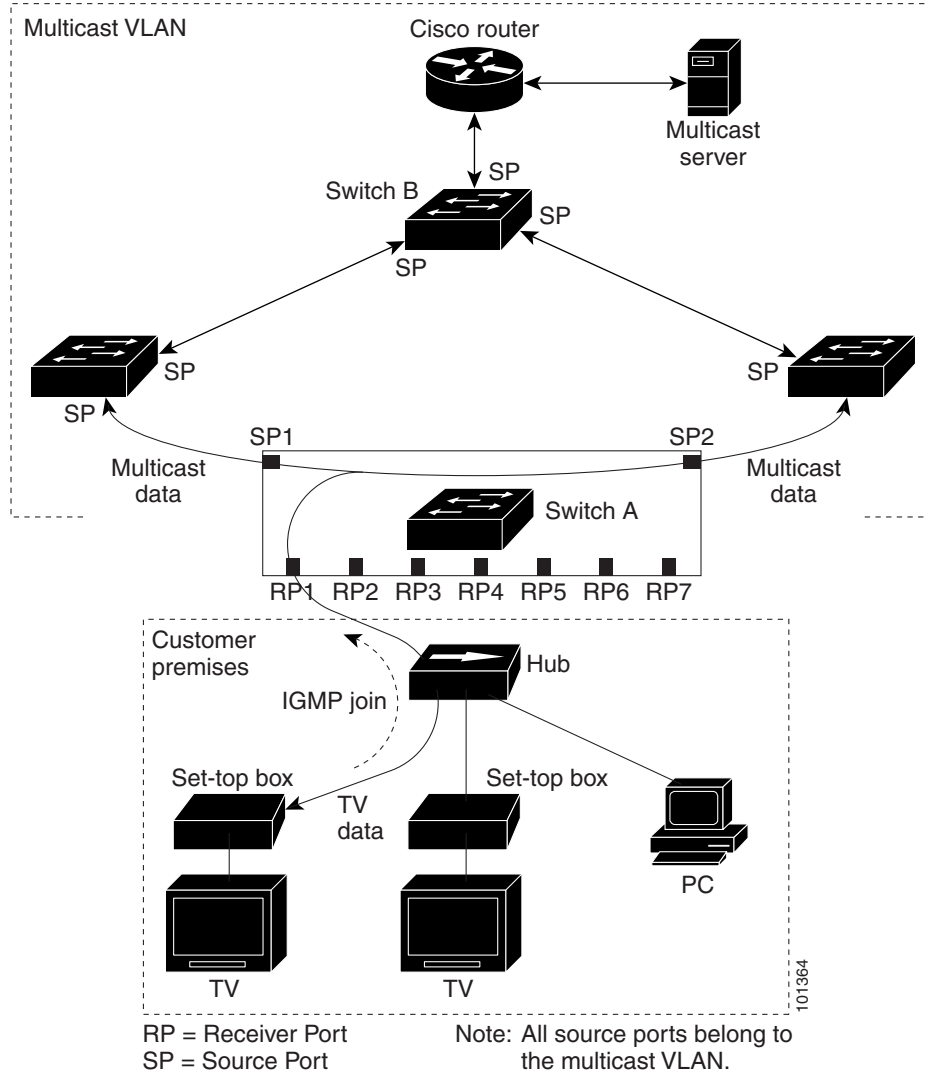 Multicast VLAN
Cisco router
Multicast
server
SP
Switch B
SP
SP
SP
SP
SP
SP1
SP2
Multicast
data
Multicast
data
Switch A
RP1 RP2 RP3 RP4 RP5 RP6 RP7
Customer
premises
Hub
IGMP join
Set-top box
Set-top box
TV
data
PC
TV
TV
101364
RP = Receiver Port
SP = Source Port
Note: All source ports belong to
the multicast VLAN.